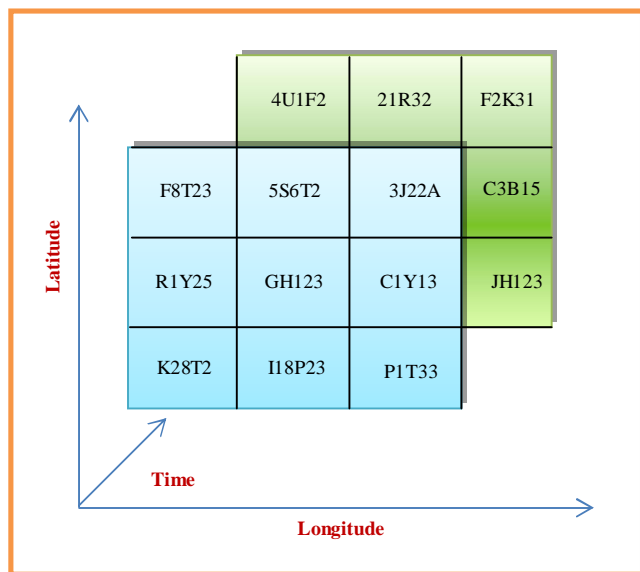 4U1F2 21R32 F2K31
F8T23 5S6T2 3J22A C3B15
Latitude
R1Y25 GH123 C1Y13 JH123
K28T2 I18P23 P1T33
Time
Longitude